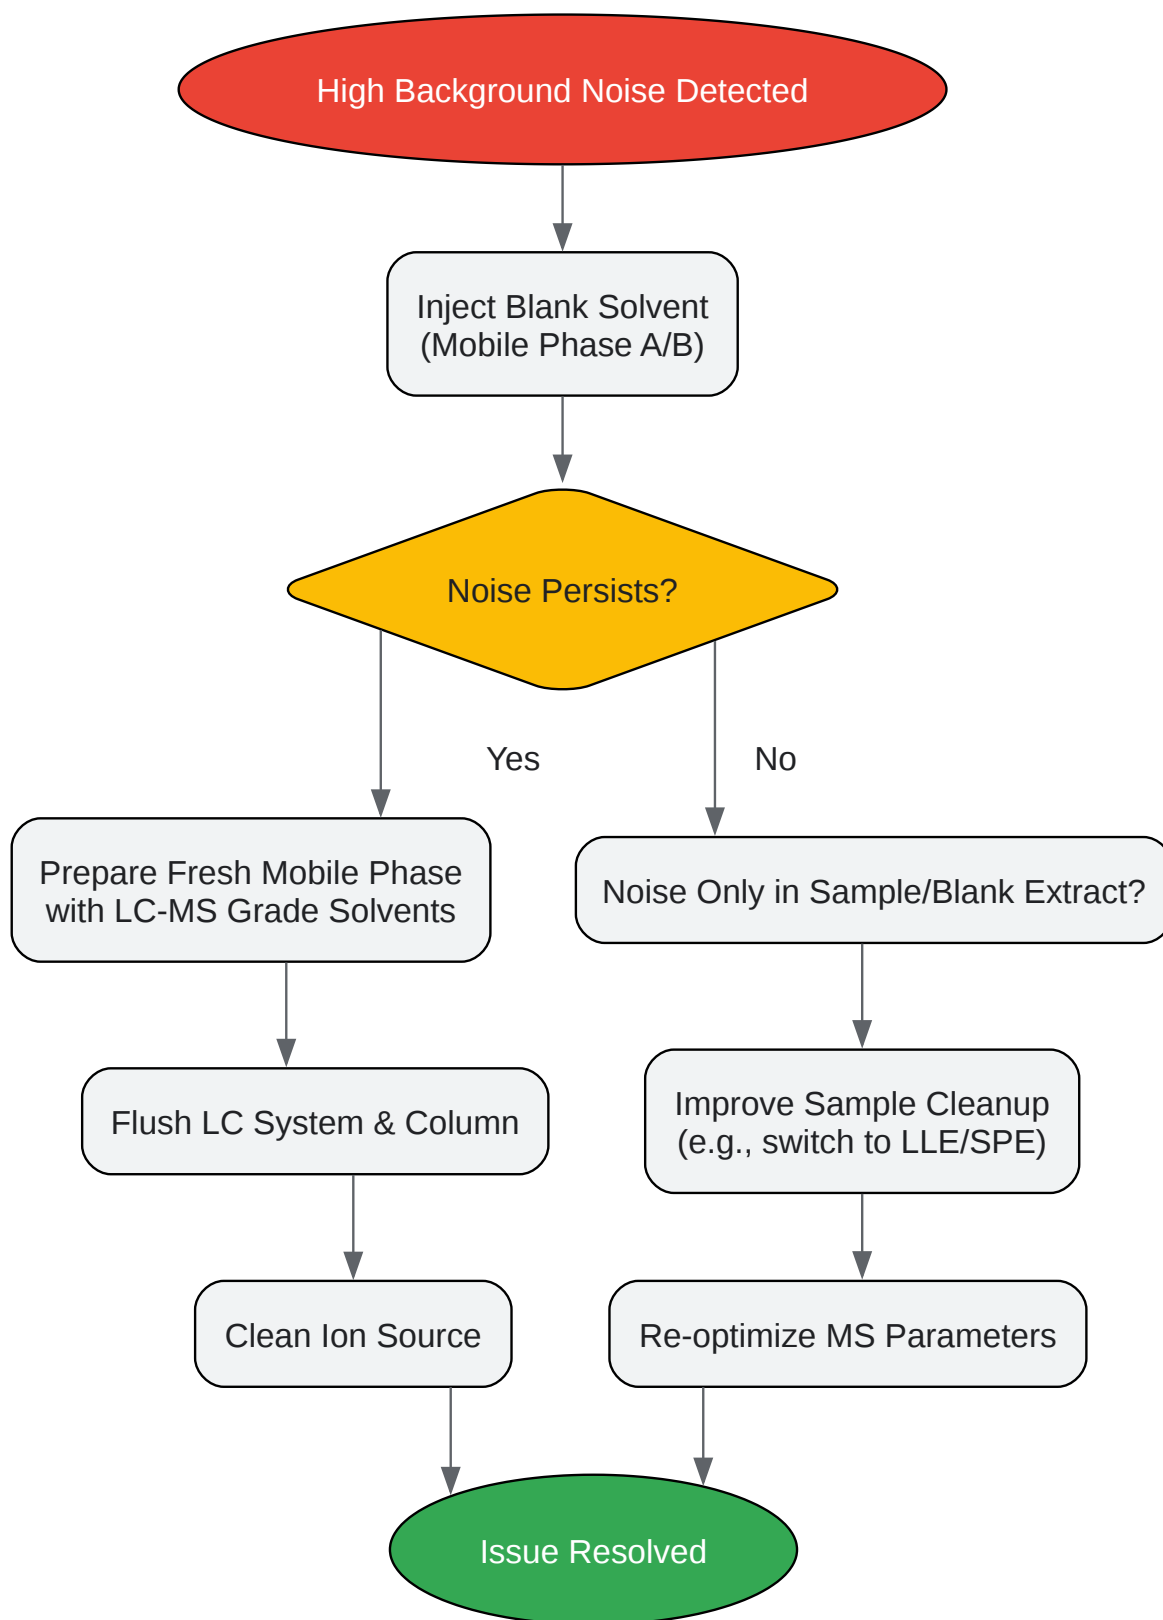 High Background Noise Detected
Inject Blank Solvent
(Mobile Phase A/B)
Noise Persists?
Yes
No
Prepare Fresh Mobile Phase
with LC-MS Grade Solvents
Noise Only in Sample/Blank Extract?
Flush LC System & Column
Improve Sample Cleanup
(e.g., switch to LLE/SPE)
Clean Ion Source
Re-optimize MS Parameters
Issue Resolved